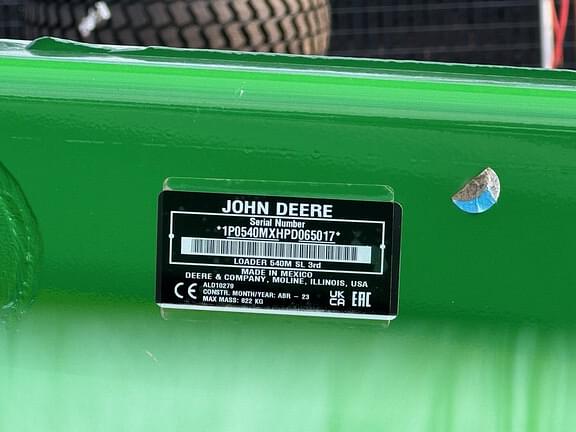 JOHN DEERE
Serial Number
*1P0540MXHPD065017*
LOADER 540M SL 3rd
MADE IN MEXICO
DEERE & COMPANY, MOLINE, ILLINOIS, USA
CE ALD10279
CONSTR. MONTH/YEAR: ABR - 23
MAX MASS: 822 KG
UK CA EAC